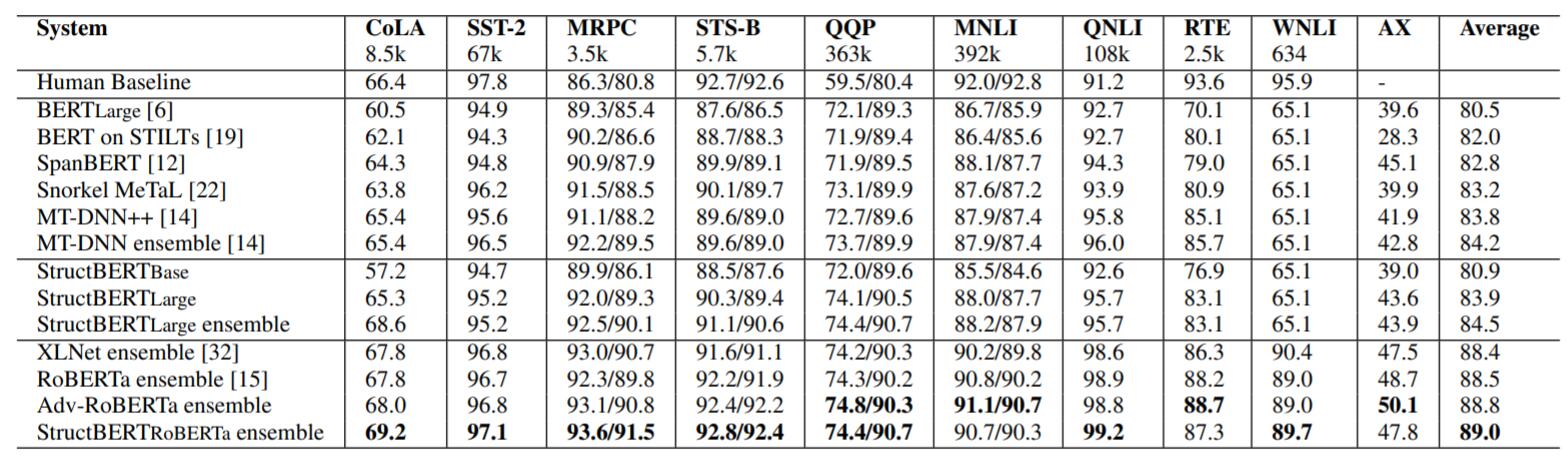 System CoLA SST-2 MRPC STS-B QQP MNLI QNLI RTE WNLI AX Average
8.5k 67k 3.5k 5.7k 363k 392k 108k 2.5k 634
Human Baseline 66.4 97.8 86.3/80.8 92.7/92.6 59.5/80.4 92.0/92.8 91.2 93.6 95.9 -
BERTLarge [6] 60.5 94.9 89.3/85.4 87.6/86.5 72.1/89.3 86.7/85.9 92.7 70.1 65.1 39.6 80.5
BERT on STILTs [19] 62.1 94.3 90.2/86.6 88.7/88.3 71.9/89.4 86.4/85.6 92.7 80.1 65.1 28.3 82.0
SpanBERT [12] 64.3 94.8 90.9/87.9 89.9/89.1 71.9/89.5 88.1/87.7 94.3 79.0 65.1 45.1 82.8
Snorkel MeTaL [22] 63.8 96.2 91.5/88.5 90.1/89.7 73.1/89.9 87.6/87.2 93.9 80.9 65.1 39.9 83.2
MT-DNN++ [14] 65.4 95.6 91.1/88.2 89.6/89.0 72.7/89.6 87.9/87.4 95.8 85.1 65.1 41.9 83.8
MT-DNN ensemble [14] 65.4 96.5 92.2/89.5 89.6/89.0 73.7/89.9 87.9/87.4 96.0 85.7 65.1 42.8 84.2
StructBERTBase 57.2 94.7 89.9/86.1 88.5/87.6 72.0/89.6 85.5/84.6 92.6 76.9 65.1 39.0 80.9
StructBERTLarge 65.3 95.2 92.0/89.3 90.3/89.4 74.1/90.5 88.0/87.7 95.7 83.1 65.1 43.6 83.9
StructBERTLarge ensemble 68.6 95.2 92.5/90.1 91.1/90.6 74.4/90.7 88.2/87.9 95.7 83.1 65.1 43.9 84.5
XLNet ensemble [32] 67.8 96.8 93.0/90.7 91.6/91.1 74.2/90.3 90.2/89.8 98.6 86.3 90.4 47.5 88.4
RoBERTa ensemble [15] 67.8 96.7 92.3/89.8 92.2/91.9 74.3/90.2 90.8/90.2 98.9 88.2 89.0 48.7 88.5
Adv-RoBERTa ensemble 68.0 96.8 93.1/90.8 92.4/92.2 74.8/90.3 91.1/90.7 98.8 88.7 89.0 50.1 88.8
StructBERTRoBERTa ensemble 69.2 97.1 93.6/91.5 92.8/92.4 74.4/90.7 90.7/90.3 99.2 87.3 89.7 47.8 89.0